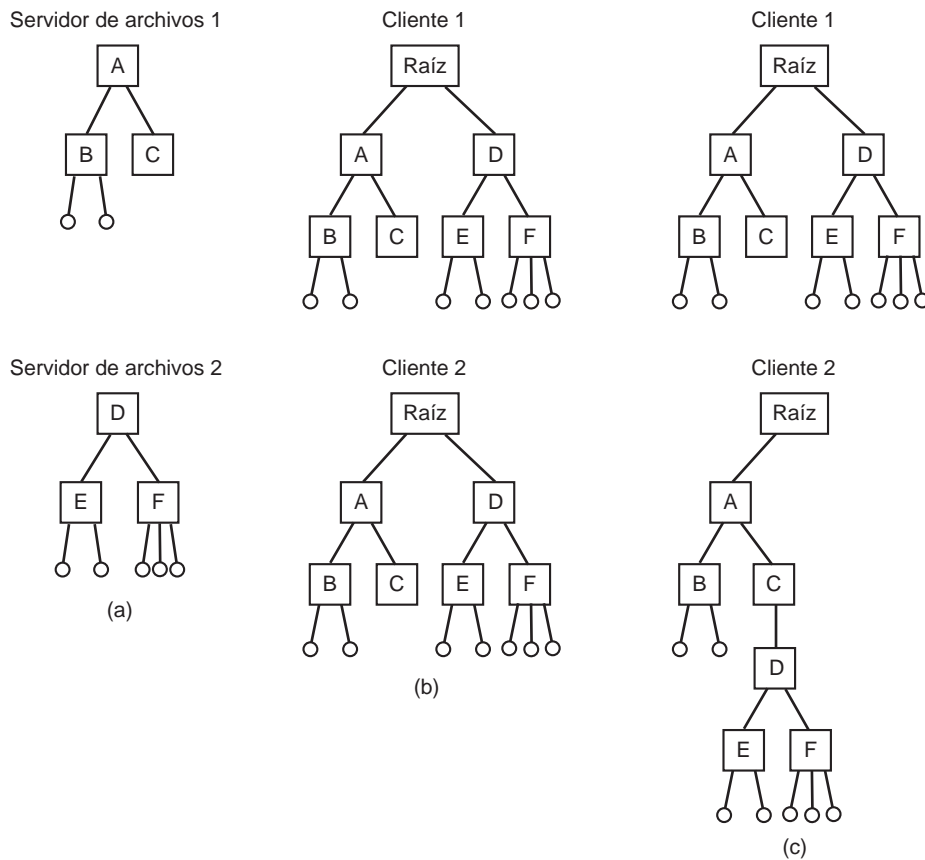 Servidor de archivos 1
Cliente 1
Cliente 1
A
Raíz
Raíz
B
C
A
D
A
D
B
C
E
F
B
C
E
F
Servidor de archivos 2
Cliente 2
Cliente 2
D
Raíz
Raíz
E
F
A
D
A
B
C
E
F
B
C
(a)
(b)
D
E
F
(c)